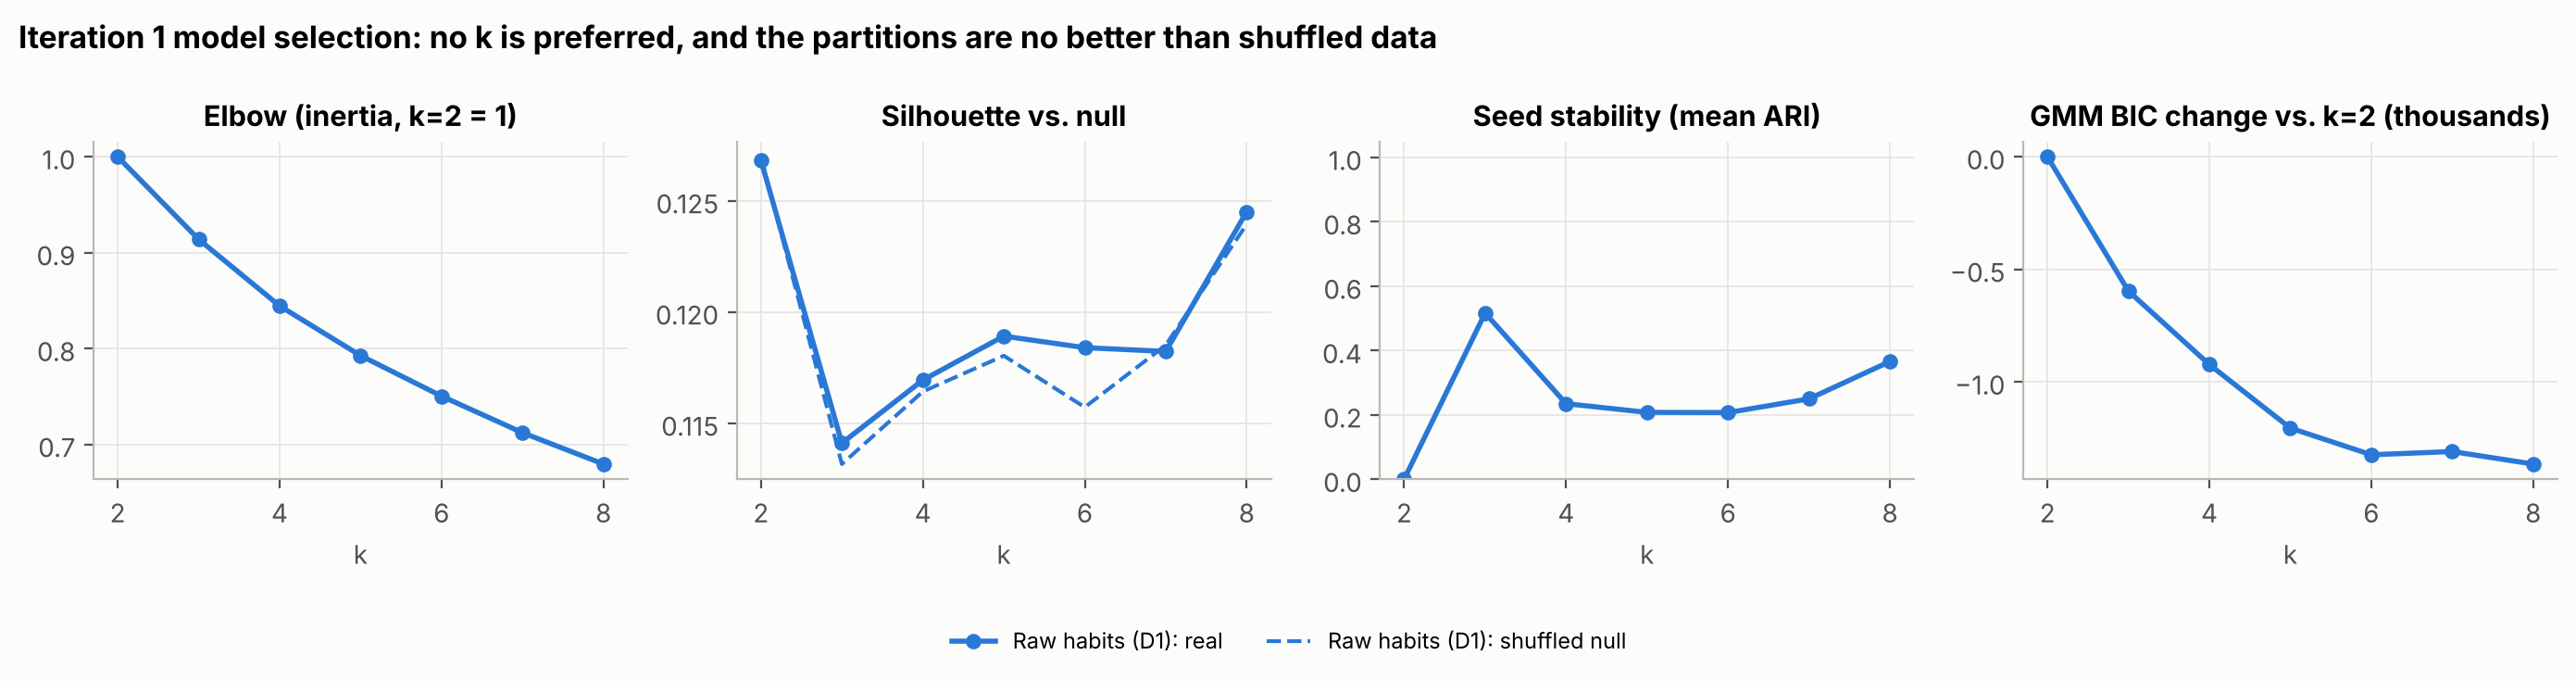 Iteration 1 model selection: no k is preferred, and the partitions are no better than shuffled data
Elbow (inertia, k=2 = 1)
1.0
0.9
0.8
0.7
2 4 6 8
k
Silhouette vs. null
0.125
0.120
0.115
2 4 6 8
k
Seed stability (mean ARI)
1.0
0.8
0.6
0.4
0.2
0.0
2 4 6 8
k
GMM BIC change vs. k=2 (thousands)
0.0
−0.5
−1.0
2 4 6 8
k
Raw habits (D1): real
Raw habits (D1): shuffled null